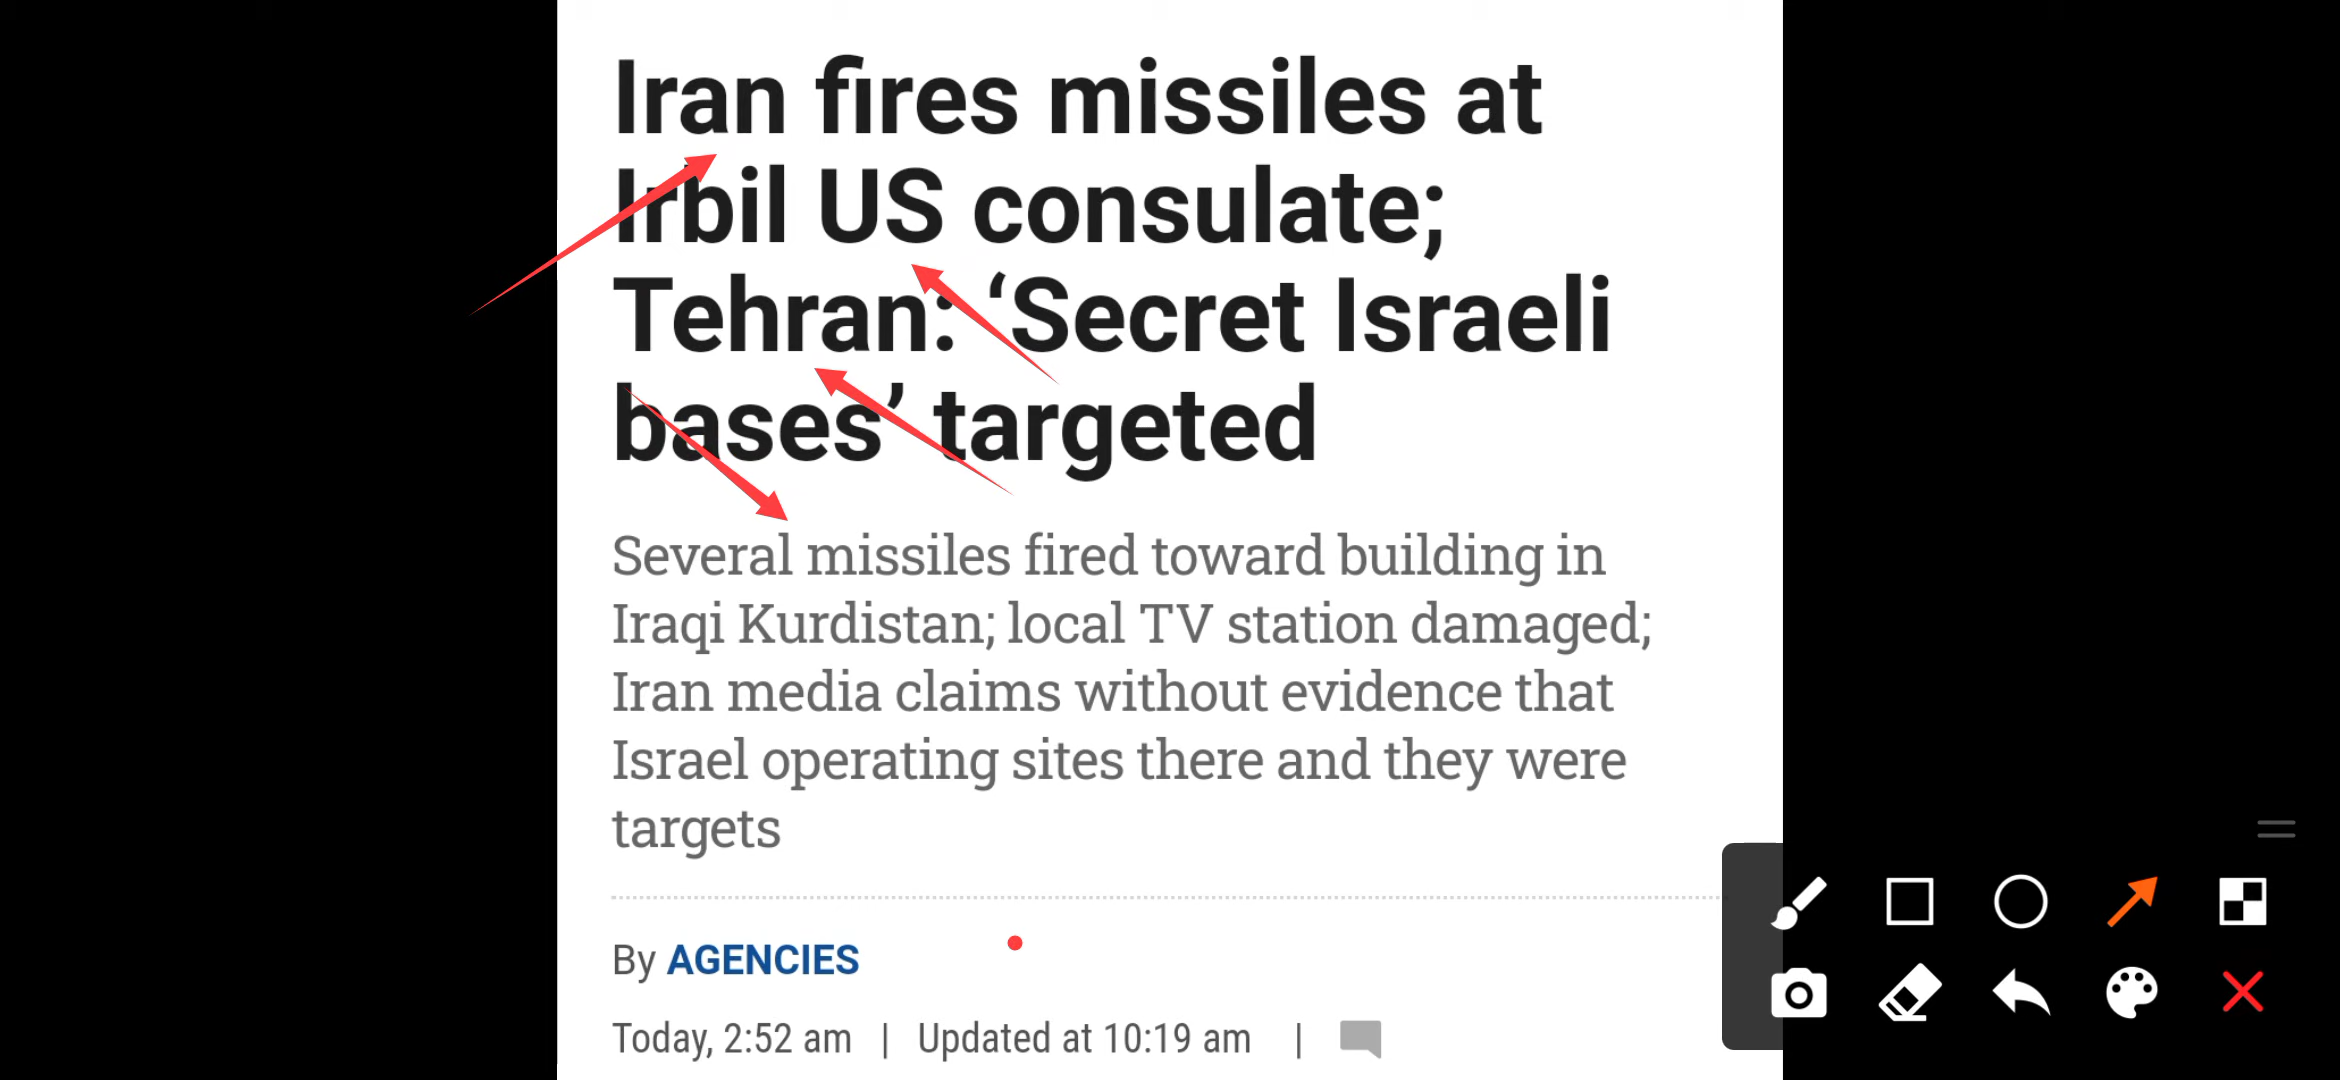 Iran fires missiles at
Irbil US consulate;
Tehran: ‘Secret Israeli
bases’ targeted
Several missiles fired toward building in
Iraqi Kurdistan; local TV station damaged;
Iran media claims without evidence that
Israel operating sites there and they were
targets
By AGENCIES
Today, 2:52 am | Updated at 10:19 am |